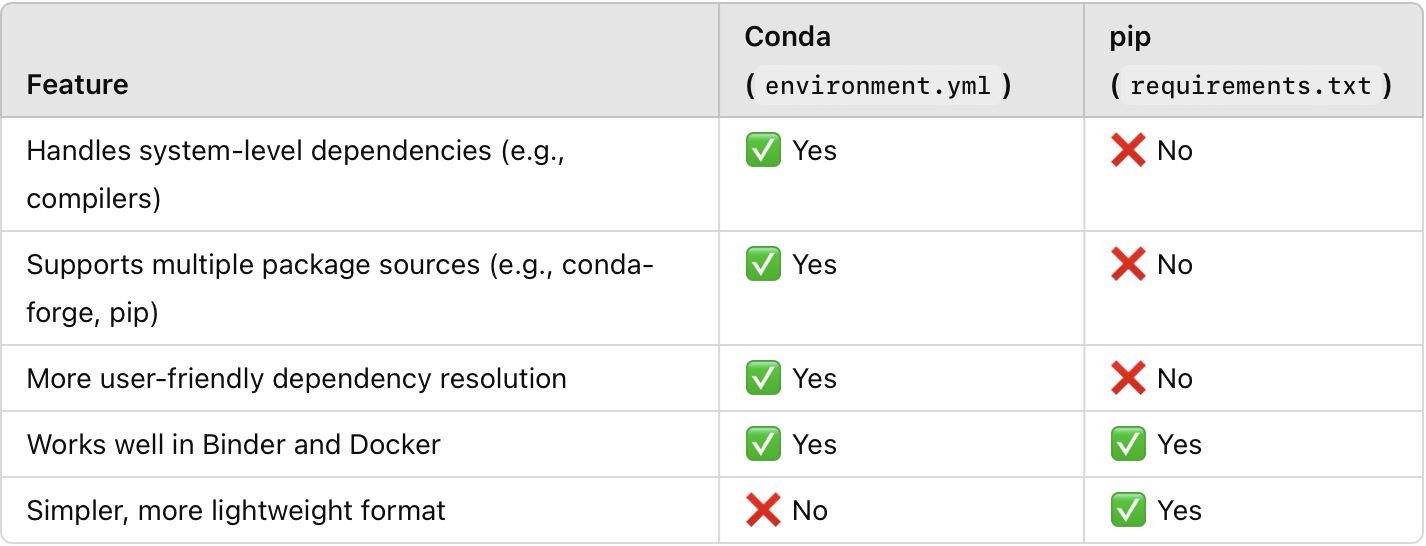 Feature
Conda
(environment.yml)
pip
(requirements.txt)
Handles system-level dependencies (e.g.,
compilers)
✅ Yes
❌ No
Supports multiple package sources (e.g., conda-
forge, pip)
✅ Yes
❌ No
More user-friendly dependency resolution
✅ Yes
❌ No
Works well in Binder and Docker
✅ Yes
✅ Yes
Simpler, more lightweight format
❌ No
✅ Yes